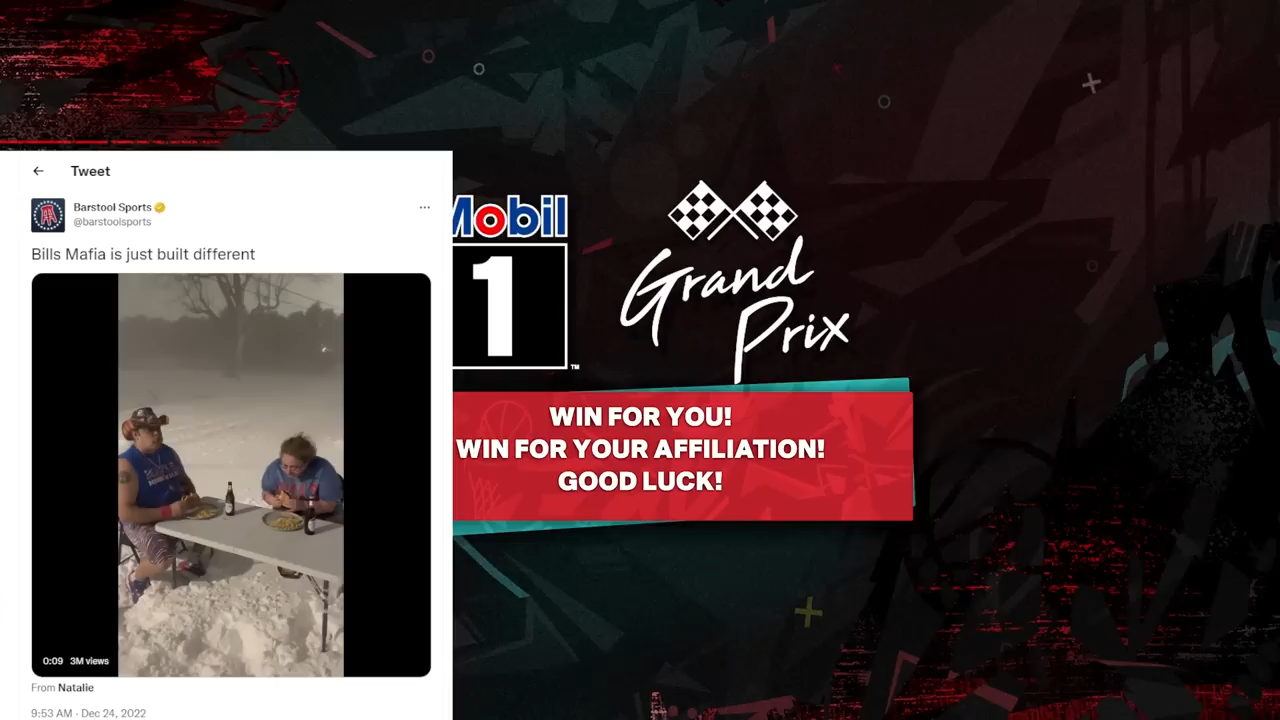 Tweet
Barstool Sports
@barstoolsports
Bills Mafia is just built different
0:09 3M views
From Natalie
9:53 AM · Dec 24, 2022
Mobil
1
TM
Grand
Prix
WIN FOR YOU!
WIN FOR YOUR AFFILIATION!
GOOD LUCK!